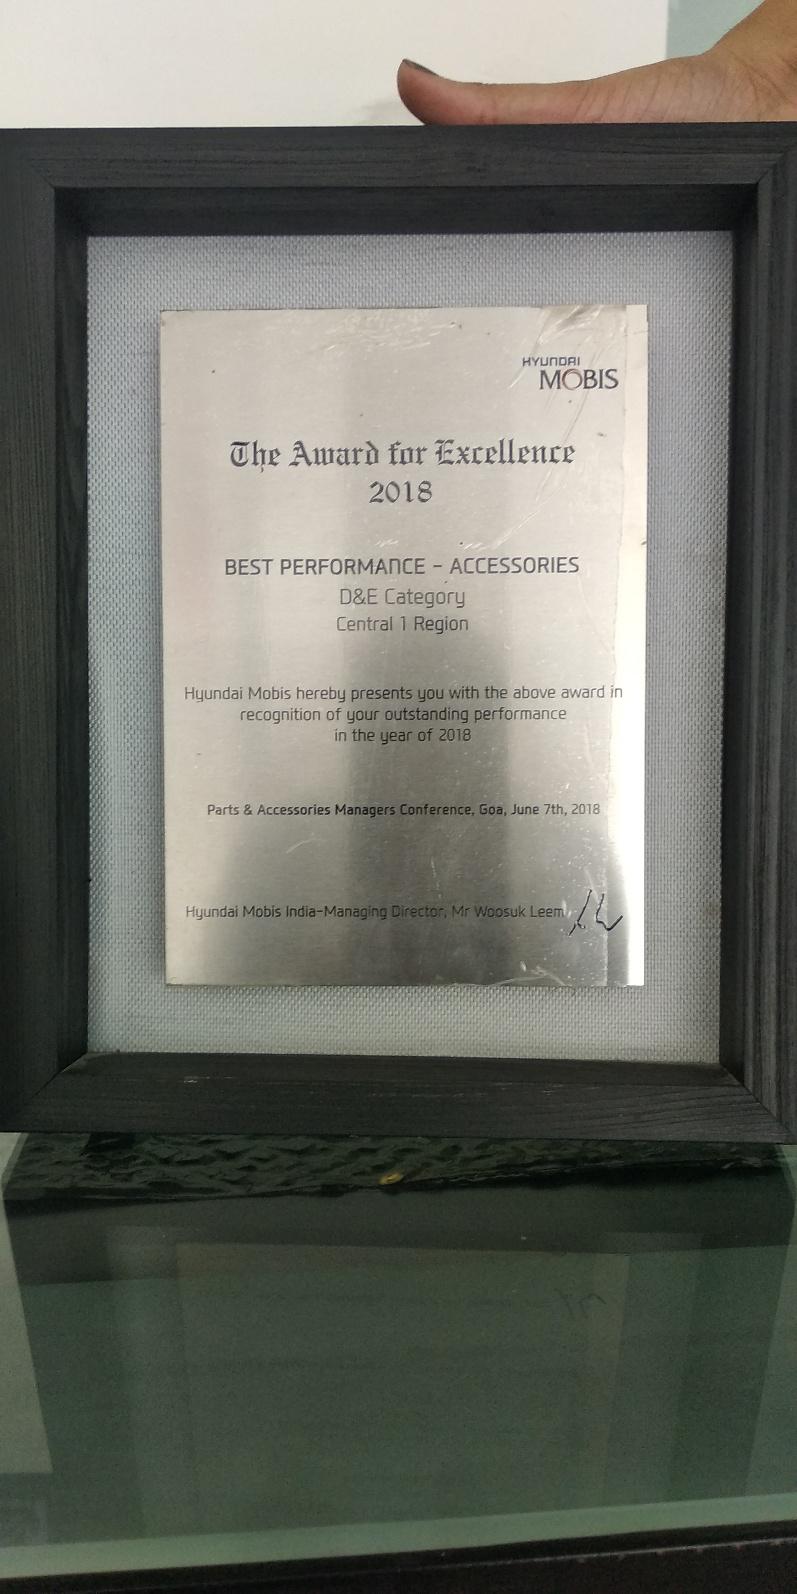 HYUNDAI
MOBIS
The Award for Excellence
2018
BEST PERFORMANCE - ACCESSORIES
D&E Category
Central 1 Region
Hyundai Mobis hereby presents you with the above award in
recognition of your outstanding performance
in the year of 2018
Parts & Accessories Managers Conference, Goa, June 7th, 2018
Hyundai Mobis India-Managing Director, Mr Woosuk Leem